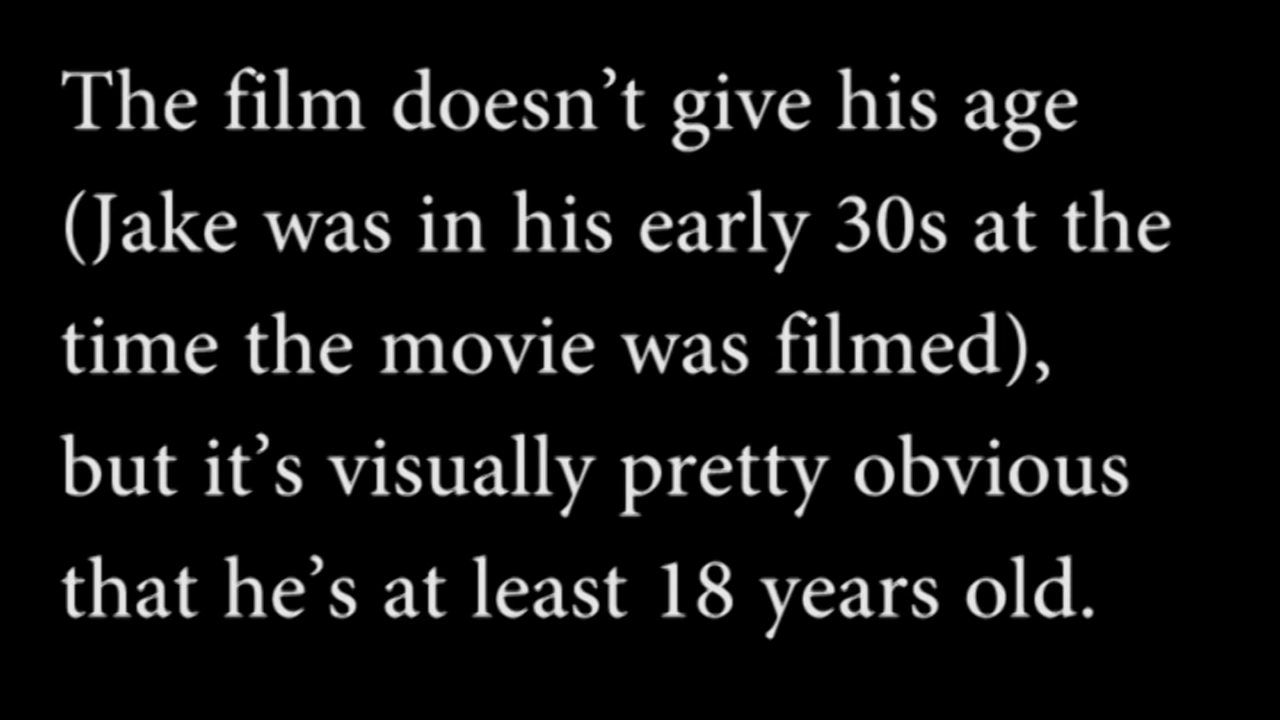 The film doesn’t give his age
(Jake was in his early 30s at the
time the movie was filmed),
but it’s visually pretty obvious
that he’s at least 18 years old.